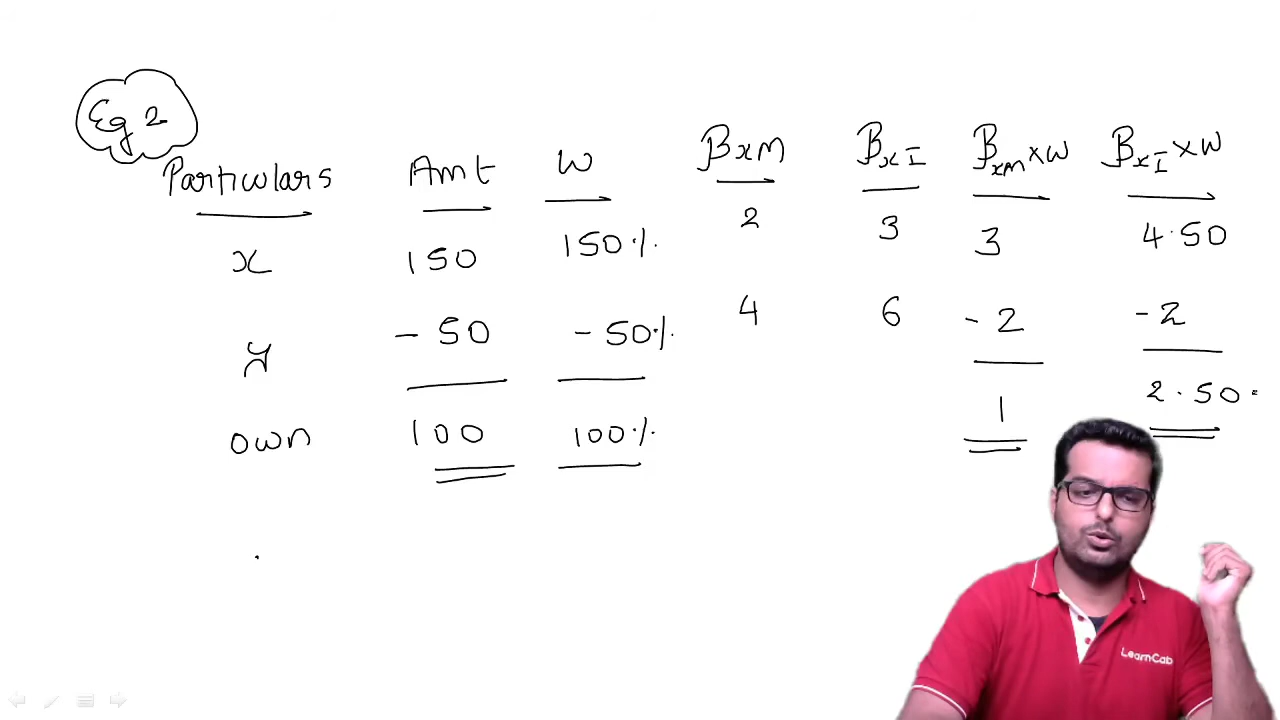 Eg 2
Particulars Amt W βxM βxI βxM×W βxI×W
x 150 150% 2 3 3 4.50
y -50 -50% 4 6 -2 -2
own 100 100% 1 2.50
LearnCab